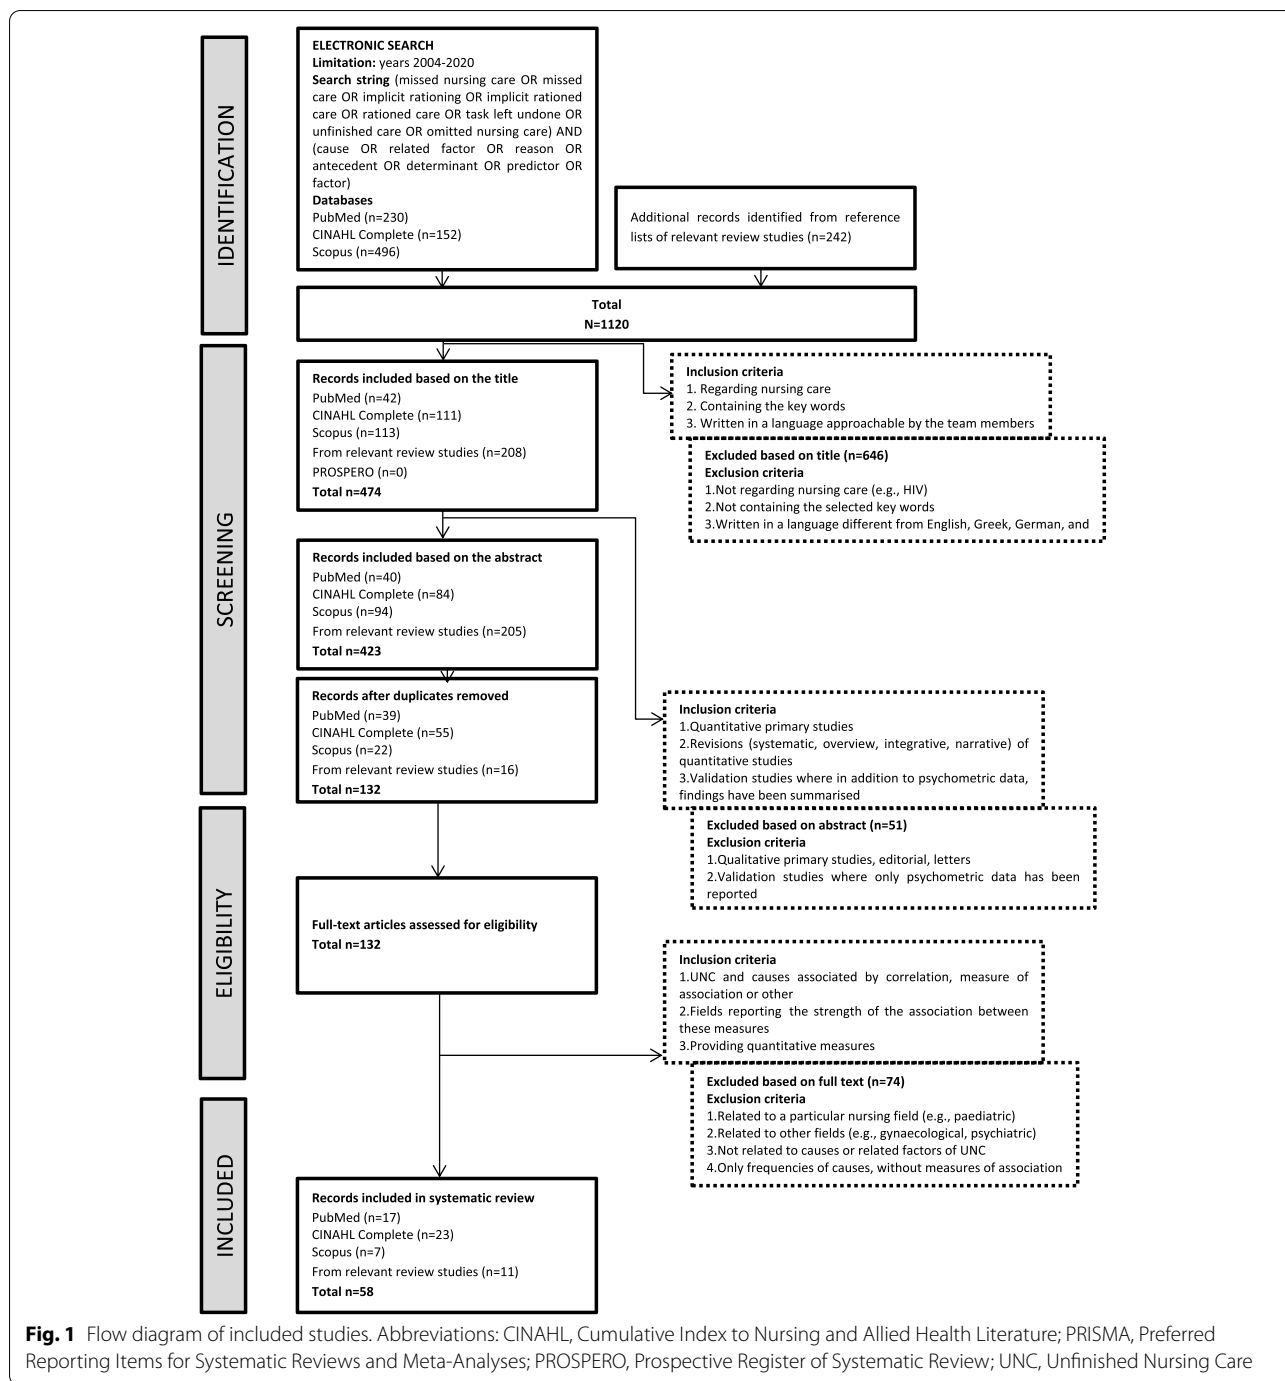 IDENTIFICATION
ELECTRONIC SEARCH
Limitation: years 2004-2020
Search string (missed nursing care OR missed
care OR implicit rationing OR implicit rationed
care OR rationed care OR task left undone OR
unfinished care OR omitted nursing care) AND
(cause OR related factor OR reason OR
antecedent OR determinant OR predictor OR
factor)
Databases
PubMed (n=230)
CINAHL Complete (n=152)
Scopus (n=496)
Additional records identified from reference
lists of relevant review studies (n=242)
Total
N=1120
SCREENING
Records included based on the title
PubMed (n=42)
CINAHL Complete (n=111)
Scopus (n=113)
From relevant review studies (n=208)
PROSPERO (n=0)
Total n=474
Inclusion criteria
1. Regarding nursing care
2. Containing the key words
3. Written in a language approachable by the team members
Excluded based on title (n=646)
Exclusion criteria
1.Not regarding nursing care (e.g., HIV)
2.Not containing the selected key words
3.Written in a language different from English, Greek, German, and
Records included based on the abstract
PubMed (n=40)
CINAHL Complete (n=84)
Scopus (n=94)
From relevant review studies (n=205)
Total n=423
Records after duplicates removed
PubMed (n=39)
CINAHL Complete (n=55)
Scopus (n=22)
From relevant review studies (n=16)
Total n=132
Inclusion criteria
1.Quantitative primary studies
2.Revisions (systematic, overview, integrative, narrative) of
quantitative studies
3.Validation studies where in addition to psychometric data,
findings have been summarised
Excluded based on abstract (n=51)
Exclusion criteria
1.Qualitative primary studies, editorial, letters
2.Validation studies where only psychometric data has been
reported
ELIGIBILITY
Full-text articles assessed for eligibility
Total n=132
Inclusion criteria
1.UNC and causes associated by correlation, measure of
association or other
2.Fields reporting the strength of the association between
these measures
3.Providing quantitative measures
Excluded based on full text (n=74)
Exclusion criteria
1.Related to a particular nursing field (e.g., paediatric)
2.Related to other fields (e.g., gynaecological, psychiatric)
3.Not related to causes or related factors of UNC
4.Only frequencies of causes, without measures of association
INCLUDED
Records included in systematic review
PubMed (n=17)
CINAHL Complete (n=23)
Scopus (n=7)
From relevant review studies (n=11)
Total n=58
Fig. 1 Flow diagram of included studies. Abbreviations: CINAHL, Cumulative Index to Nursing and Allied Health Literature; PRISMA, Preferred
Reporting Items for Systematic Reviews and Meta-Analyses; PROSPERO, Prospective Register of Systematic Review; UNC, Unfinished Nursing Care